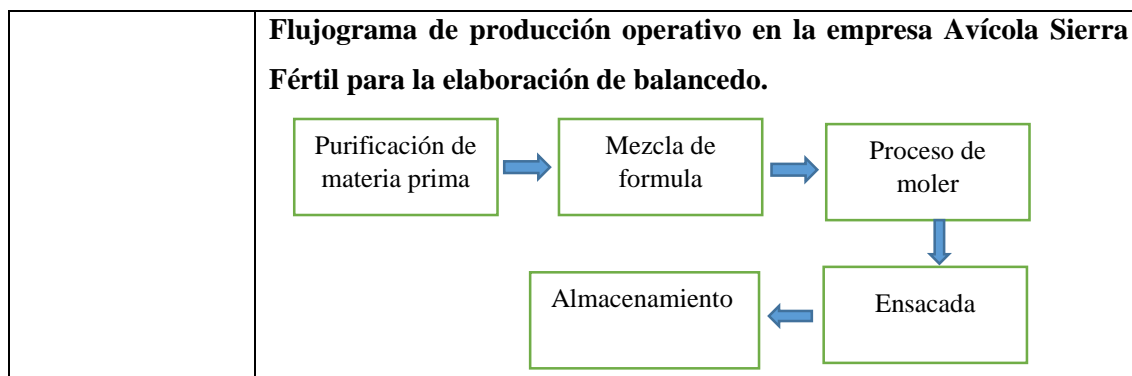 Flujograma de producción operativo en la empresa Avícola Sierra
Fértil para la elaboración de balancedo.
Purificación de
materia prima
Mezcla de
formula
Proceso de
moler
Ensacada
Almacenamiento